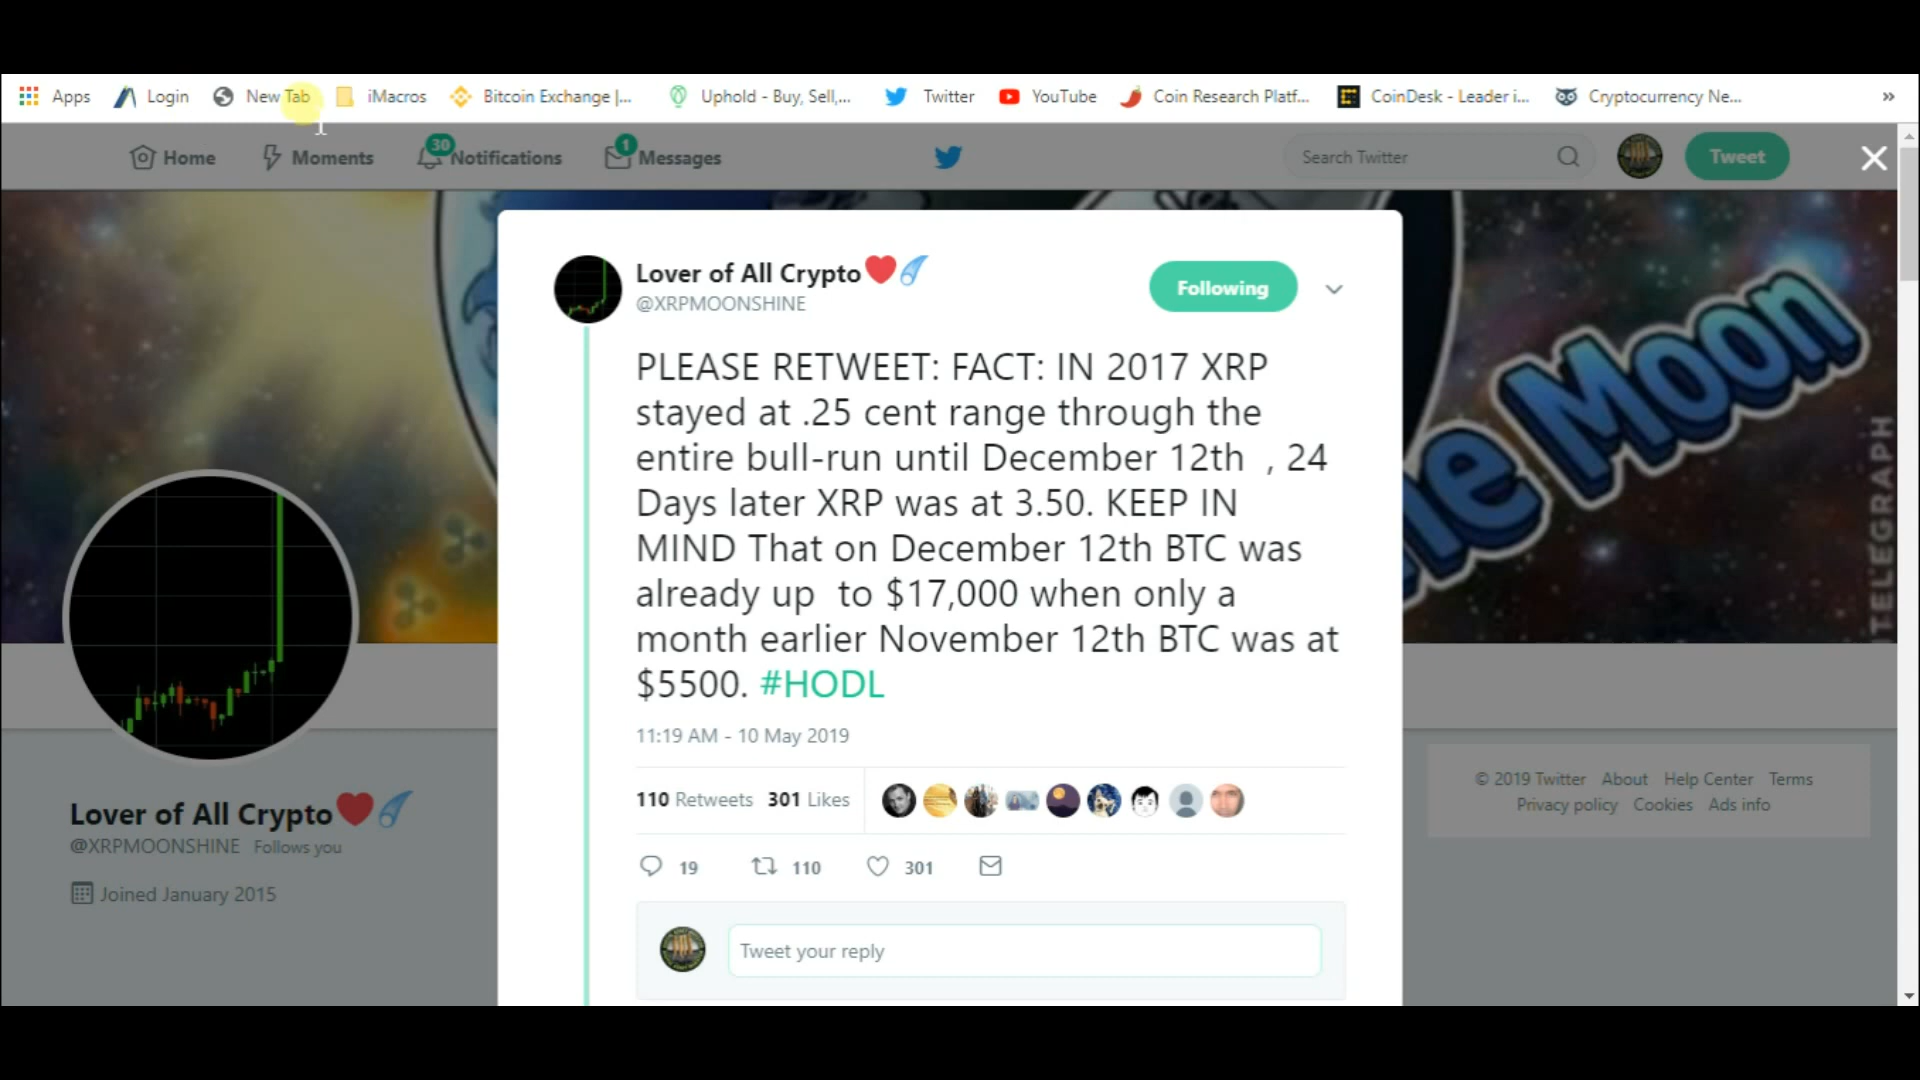 Apps Login New Tab iMacros Bitcoin Exchange |... Uphold - Buy, Sell,... Twitter YouTube Coin Research Platf... CoinDesk - Leader i... Cryptocurrency Ne... »
Home Moments 30 Notifications 1 Messages Search Twitter Tweet
Lover of All Crypto
@XRPMOONSHINE
Following
PLEASE RETWEET: FACT: IN 2017 XRP
stayed at .25 cent range through the
entire bull-run until December 12th , 24
Days later XRP was at 3.50. KEEP IN
MIND That on December 12th BTC was
already up to $17,000 when only a
month earlier November 12th BTC was at
$5500. #HODL
11:19 AM - 10 May 2019
110 Retweets 301 Likes
19 110 301
Tweet your reply
he Moon
TELEGRAPH
Lover of All Crypto
@XRPMOONSHINE Follows you
Joined January 2015
© 2019 Twitter About Help Center Terms
Privacy policy Cookies Ads info